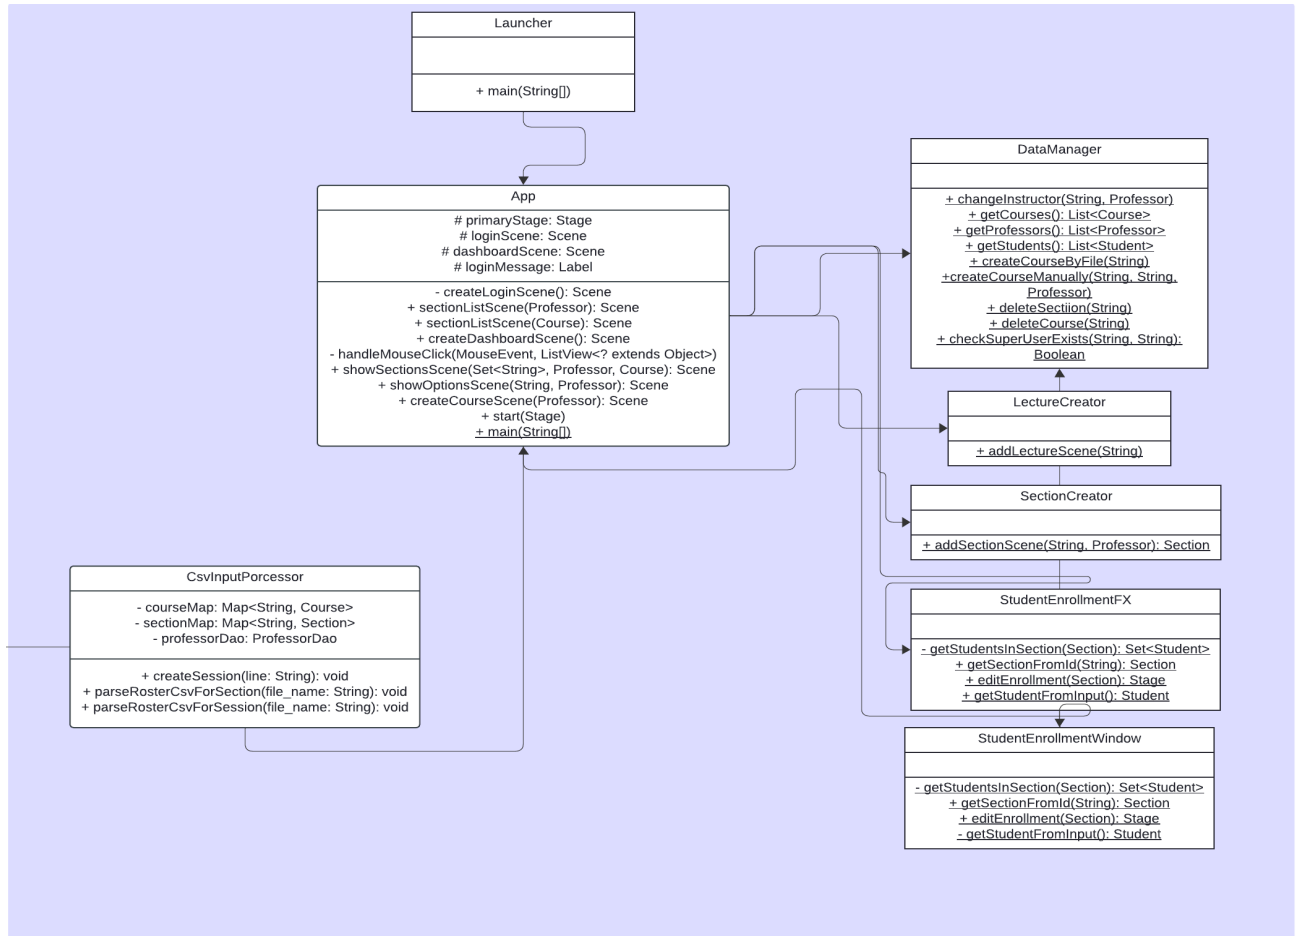 Launcher
+ main(String[])
App
# primaryStage: Stage
# loginScene: Scene
# dashboardScene: Scene
# loginMessage: Label
- createLoginScene(): Scene
+ sectionListScene(Professor): Scene
+ sectionListScene(Course): Scene
+ createDashboardScene(): Scene
- handleMouseClick(MouseEvent, ListView<? extends Object>)
+ showSectionsScene(Set<String>, Professor, Course): Scene
+ showOptionsScene(String, Professor): Scene
+ createCourseScene(Professor): Scene
+ start(Stage)
+ main(String[])
DataManager
+ changeInstructor(String, Professor)
+ getCourses(): List<Course>
+ getProfessors(): List<Professor>
+ getStudents(): List<Student>
+ createCourseByFile(String)
+createCourseManually(String, String,
Professor)
+ deleteSectiion(String)
+ deleteCourse(String)
+ checkSuperUserExists(String, String):
Boolean
LectureCreator
+ addLectureScene(String)
SectionCreator
+ addSectionScene(String, Professor): Section
CsvInputPorcessor
- courseMap: Map<String, Course>
- sectionMap: Map<String, Section>
- professorDao: ProfessorDao
+ createSession(line: String): void
+ parseRosterCsvForSection(file_name: String): void
+ parseRosterCsvForSession(file_name: String): void
StudentEnrollmentFX
- getStudentsInSection(Section): Set<Student>
+ getSectionFromId(String): Section
+ editEnrollment(Section): Stage
+ getStudentFromInput(): Student
StudentEnrollmentWindow
- getStudentsInSection(Section): Set<Student>
+ getSectionFromId(String): Section
+ editEnrollment(Section): Stage
- getStudentFromInput(): Student